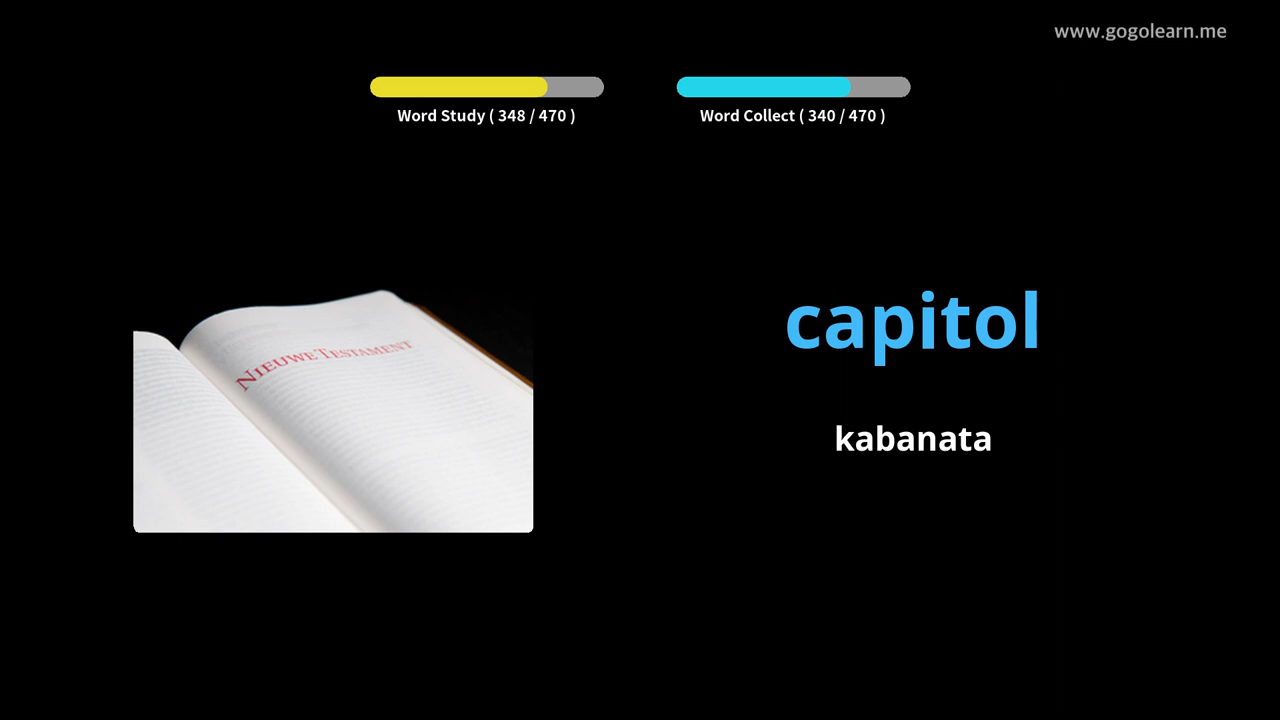 www.gogolearn.me
Word Study ( 348 / 470 )
Word Collect ( 340 / 470 )
NIEUWE TESTAMENT
capitol
kabanata